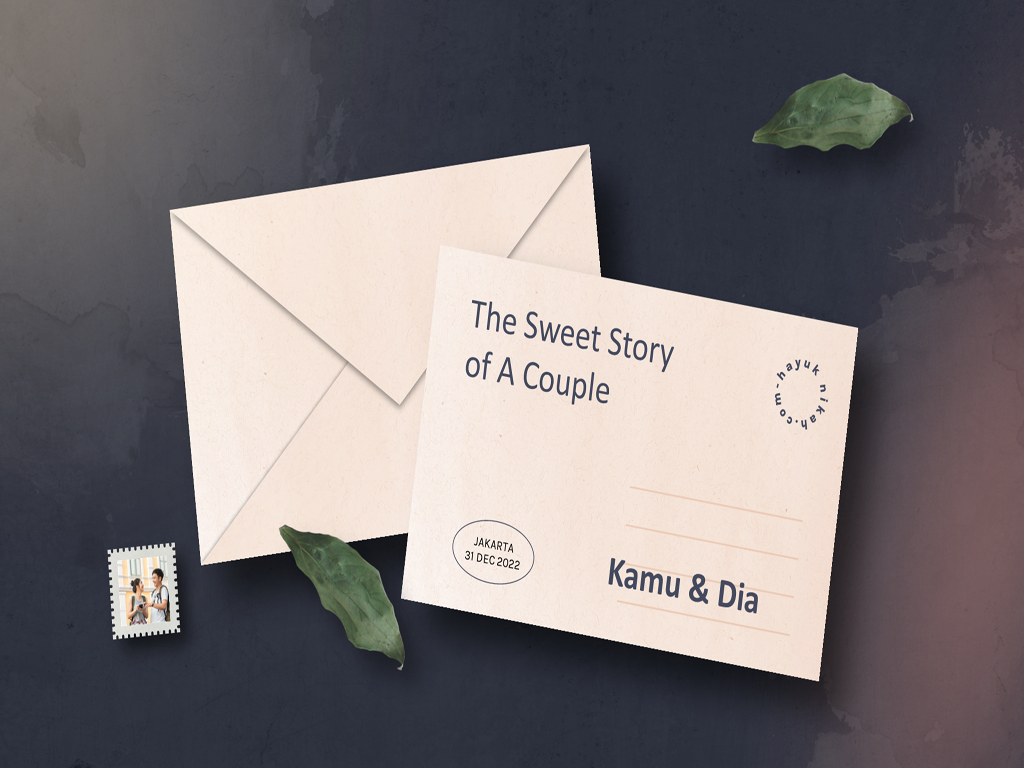 The Sweet Story
of A Couple
hayuk nikah.com-
JAKARTA
31 DEC 2022
Kamu & Dia